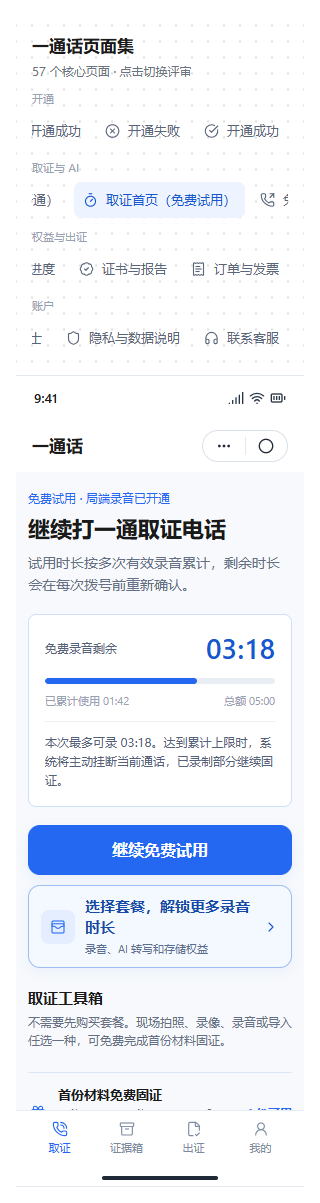 一通话页面集
57 个核心页面 · 点击切换评审
开通
开通成功 开通失败 开通成功
取证与 AI
通） 取证首页（免费试用）
权益与出证
进度 证书与报告 订单与发票
账户
士 隐私与数据说明 联系客服
9:41
一通话
免费试用 · 局端录音已开通
继续打一通取证电话
试用时长按多次有效录音累计，剩余时长
会在每次拨号前重新确认。
免费录音剩余 03:18
已累计使用 01:42 总额 05:00
本次最多可录 03:18。达到累计上限时，系
统将主动挂断当前通话，已录制部分继续固
证。
继续免费试用
选择套餐，解锁更多录音
时长
录音、AI 转写和存储权益
取证工具箱
不需要先购买套餐。现场拍照、录像、录音或导入
任选一种，可免费完成首份材料固证。
首份材料免费固证
取证 证据箱 出证 我的